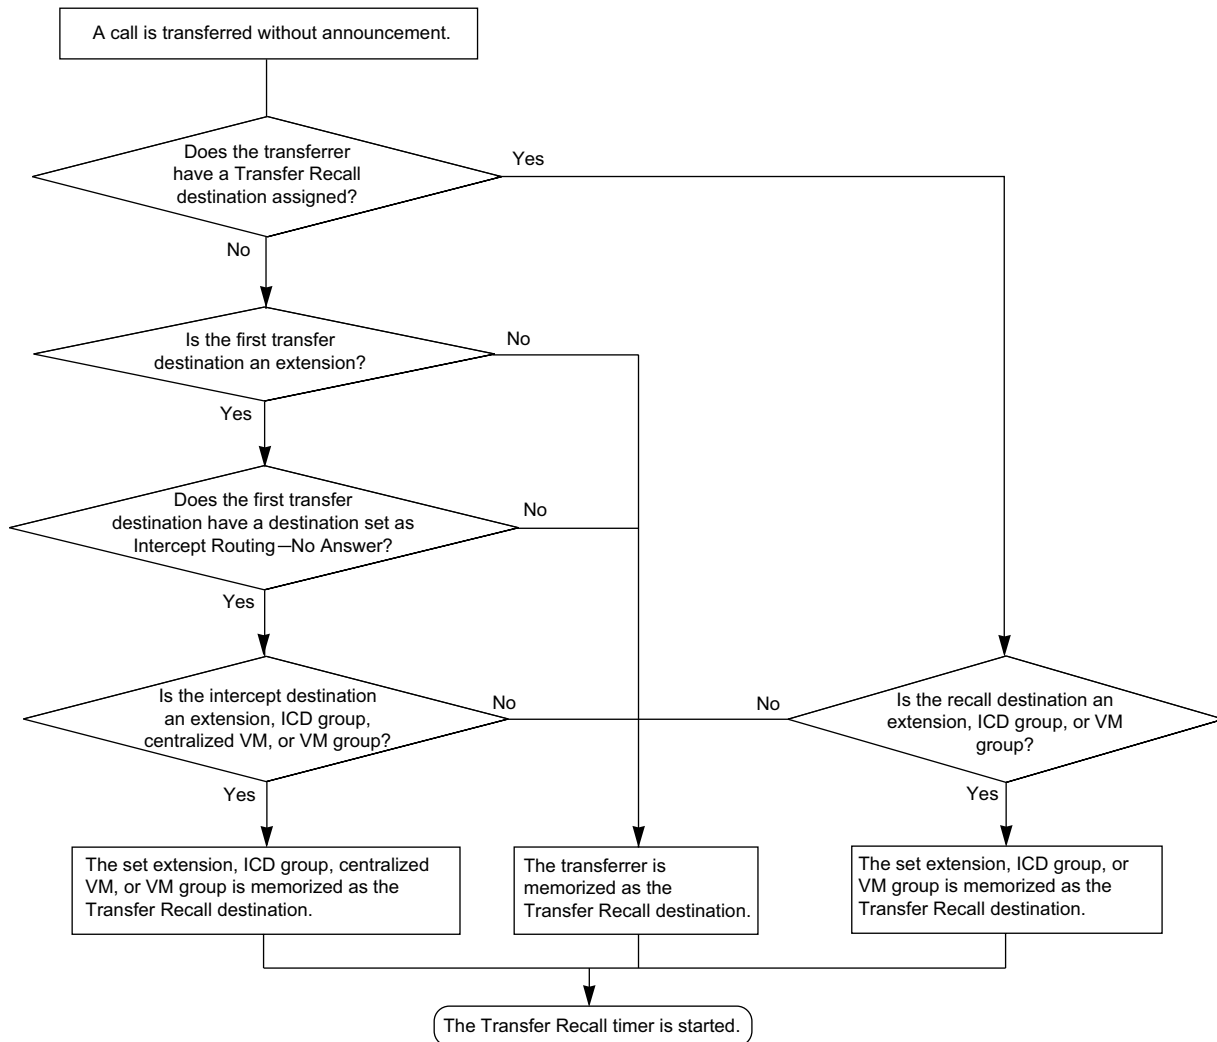 A call is transferred without announcement.
Does the transferrer
have a Transfer Recall
destination assigned?
Yes
No
Is the first transfer
destination an extension?
No
Yes
Does the first transfer
destination have a destination set as
Intercept Routing—No Answer?
No
Yes
Is the intercept destination
an extension, ICD group,
centralized VM, or VM group?
No
No
Is the recall destination an
extension, ICD group, or VM
group?
Yes
Yes
The set extension, ICD group, centralized
VM, or VM group is memorized as the
Transfer Recall destination.
The transferrer is
memorized as the
Transfer Recall destination.
The set extension, ICD group, or
VM group is memorized as the
Transfer Recall destination.
The Transfer Recall timer is started.